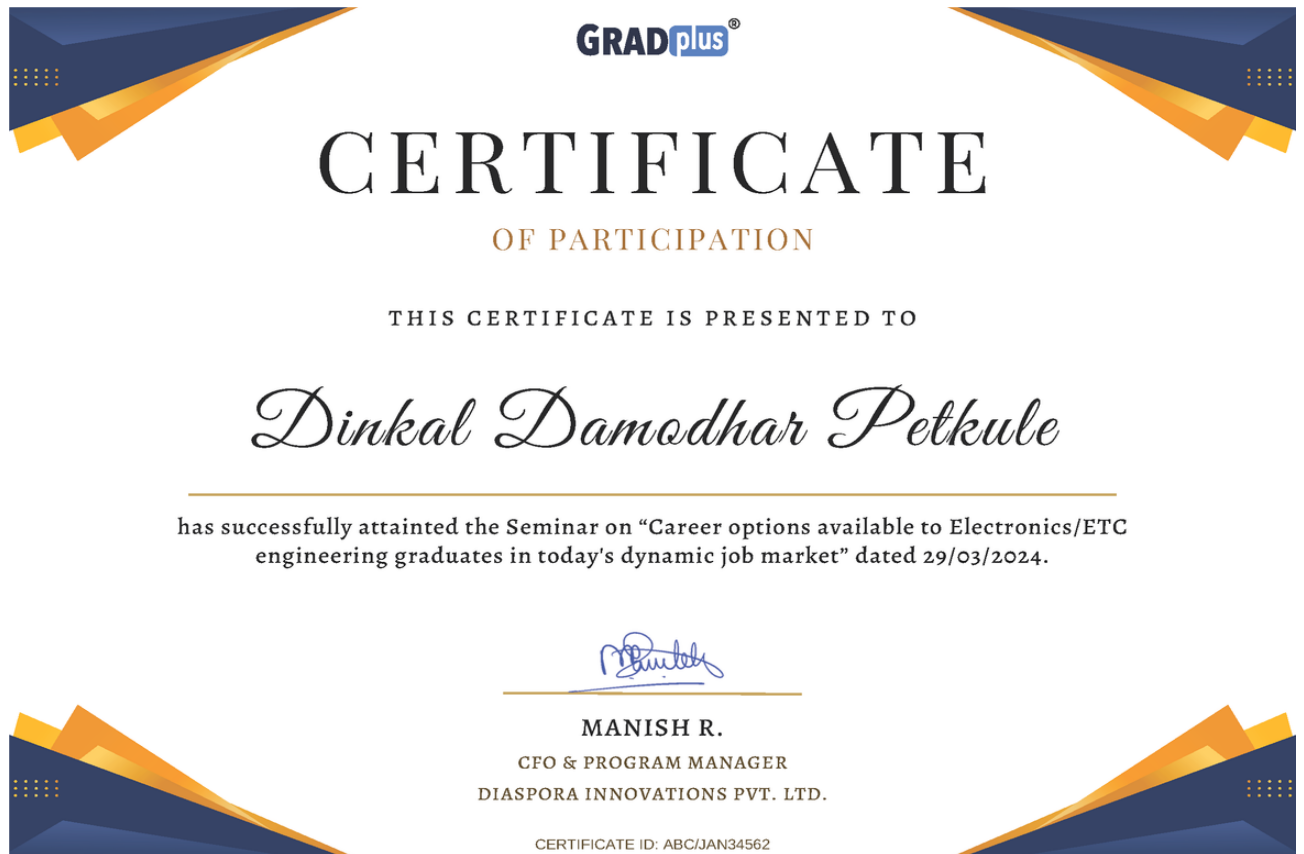 GRADplus®
CERTIFICATE
OF PARTICIPATION
THIS CERTIFICATE IS PRESENTED TO
Dinkal Damodhar Petkule
has successfully attainted the Seminar on “Career options available to Electronics/ETC
engineering graduates in today's dynamic job market” dated 29/03/2024.
MANISH R.
CFO & PROGRAM MANAGER
DIASPORA INNOVATIONS PVT. LTD.
CERTIFICATE ID: ABC/JAN34562